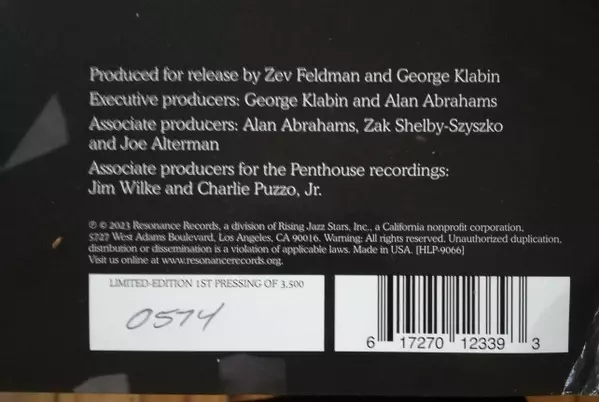 Produced for release by Zev Feldman and George Klabin
Executive producers: George Klabin and Alan Abrahams
Associate producers: Alan Abrahams, Zak Shelby-Szyszko
and Joe Alterman
Associate producers for the Penthouse recordings:
Jim Wilke and Charlie Puzzo, Jr.
℗ © 2023 Resonance Records, a division of Rising Jazz Stars, Inc., a California nonprofit corporation,
5727 West Adams Boulevard, Los Angeles, CA 90016. Warning: All rights reserved. Unauthorized duplication,
distribution or dissemination is a violation of applicable laws. Made in USA. [HLP-9066]
Visit us online at www.resonancerecords.org.
LIMITED-EDITION 1ST PRESSING OF 3,500
0574
6 17270 12339 3